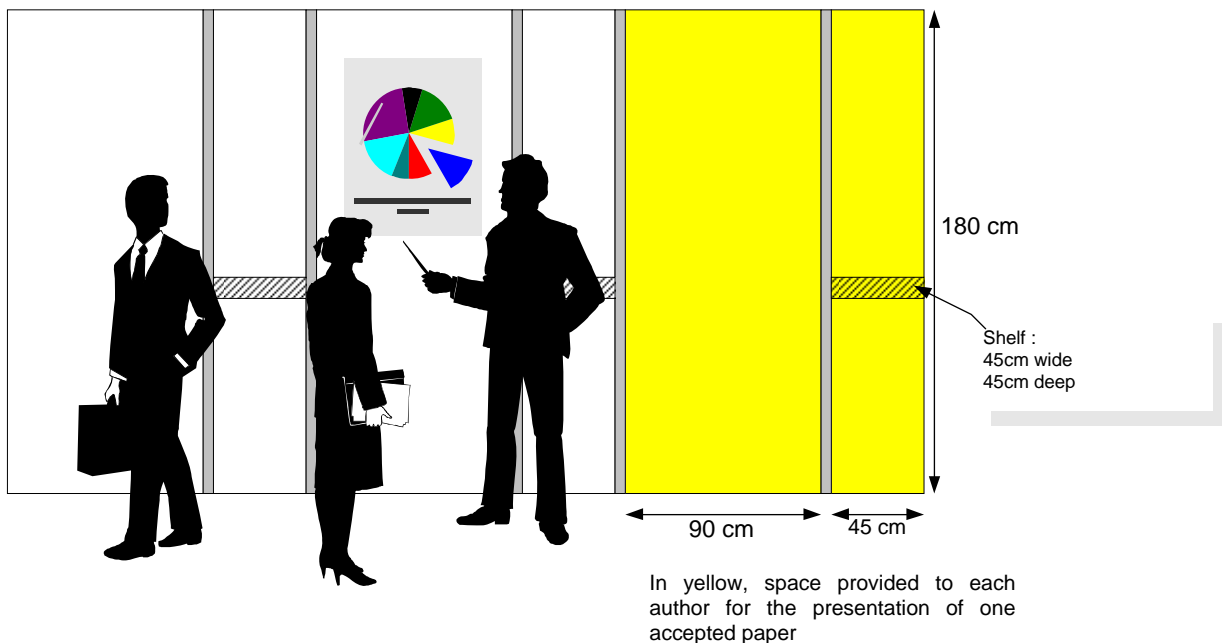 180 cm
Shelf :
45cm wide
45cm deep
90 cm
45 cm
In yellow, space provided to each
author for the presentation of one
accepted paper